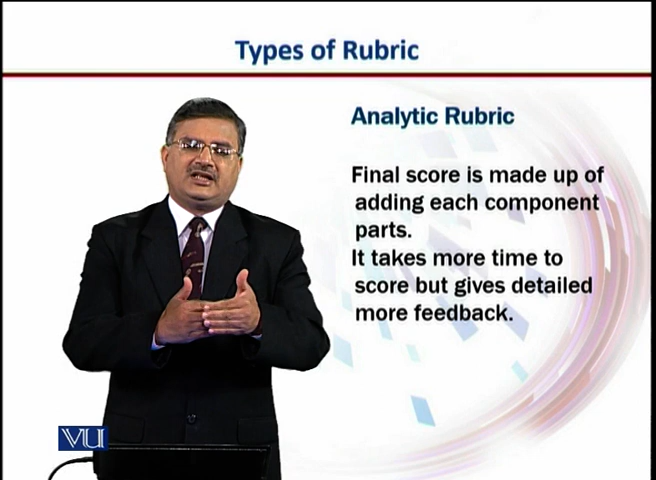 Types of Rubric
Analytic Rubric
Final score is made up of
adding each component
parts.
It takes more time to
score but gives detailed
more feedback.
VU